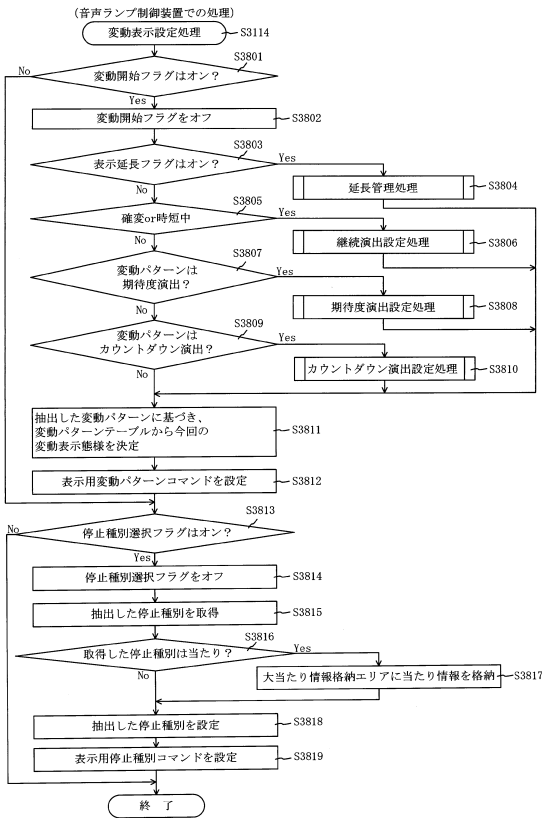 (音声ランプ制御装置での処理)
変動表示設定処理
S3114
S3801
No
変動開始フラグはオン？
Yes
変動開始フラグをオフ
S3802
S3803
表示延長フラグはオン？
Yes
No
延長管理処理
S3804
S3805
確変or時短中
Yes
No
継続演出設定処理
S3806
S3807
変動パターンは
期待度演出？
Yes
No
期待度演出設定処理
S3808
S3809
変動パターンは
カウントダウン演出？
Yes
No
カウントダウン演出設定処理
S3810
抽出した変動パターンに基づき、
変動パターンテーブルから今回の
変動表示態様を決定
S3811
表示用変動パターンコマンドを設定
S3812
S3813
No
停止種別選択フラグはオン？
Yes
停止種別選択フラグをオフ
S3814
抽出した停止種別を取得
S3815
S3816
取得した停止種別は当たり？
Yes
No
大当たり情報格納エリアに当たり情報を格納
S3817
抽出した停止種別を設定
S3818
表示用停止種別コマンドを設定
S3819
終 了